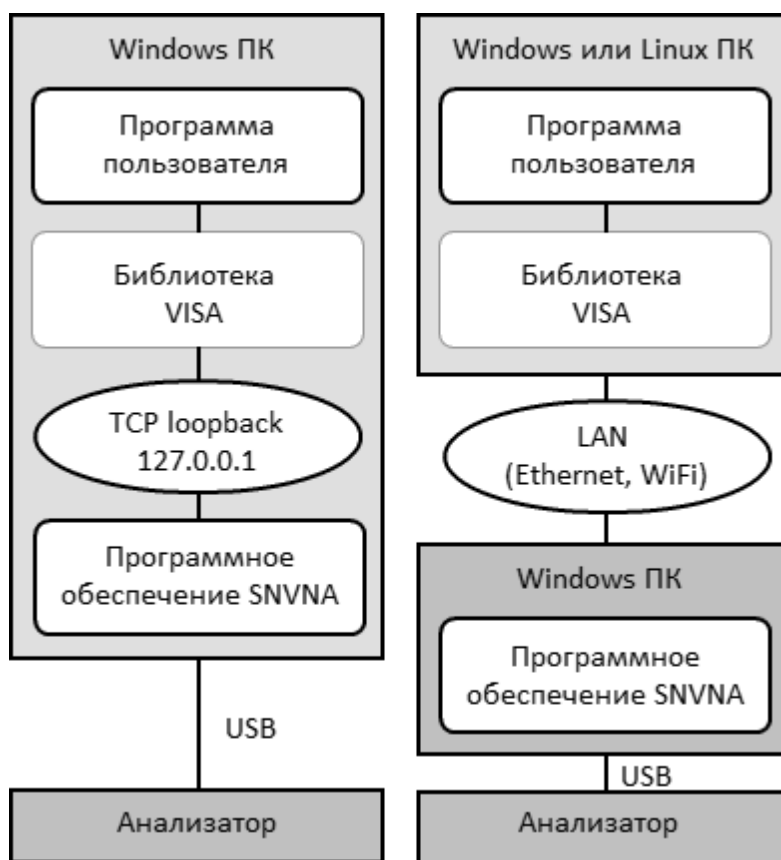 Windows ПК
Программа
пользователя
Библиотека
VISA
TCP loopback
127.0.0.1
Программное
обеспечение SNVNA
USB
Анализатор
Windows или Linux ПК
Программа
пользователя
Библиотека
VISA
LAN
(Ethernet, WiFi)
Windows ПК
Программное
обеспечение SNVNA
USB
Анализатор